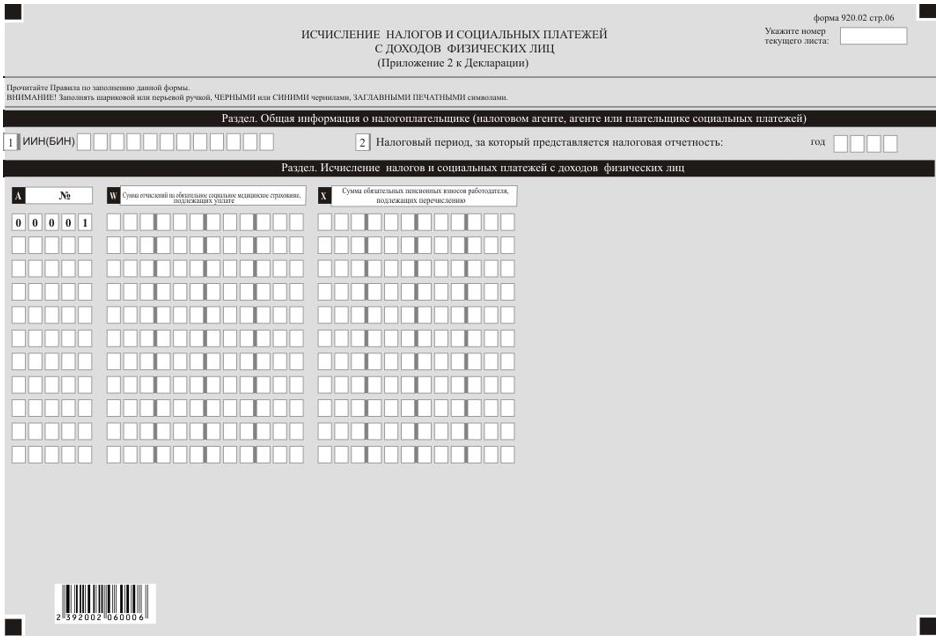 форма 920.02 стр.06
ИСЧИСЛЕНИЕ НАЛОГОВ И СОЦИАЛЬНЫХ ПЛАТЕЖЕЙ
С ДОХОДОВ ФИЗИЧЕСКИХ ЛИЦ
(Приложение 2 к Декларации)
Укажите номер
текущего листа:
Прочитайте Правила по заполнению данной формы.
ВНИМАНИЕ! Заполнять шариковой или перьевой ручкой, ЧЕРНЫМИ или СИНИМИ чернилами, ЗАГЛАВНЫМИ ПЕЧАТНЫМИ символами.
Раздел. Общая информация о налогоплательщике (налоговом агенте, агенте или плательщике социальных платежей)
1 ИИН(БИН) 2 Налоговый период, за который представляется налоговая отчетность: год
Раздел. Исчисление налогов и социальных платежей с доходов физических лиц
A №
W Сумма отчислений на обязательное социальное медицинское страхование,
подлежащих уплате
X Сумма обязательных пенсионных взносов работодателя,
подлежащих перечислению
0 0 0 0 1
2 392002 060006